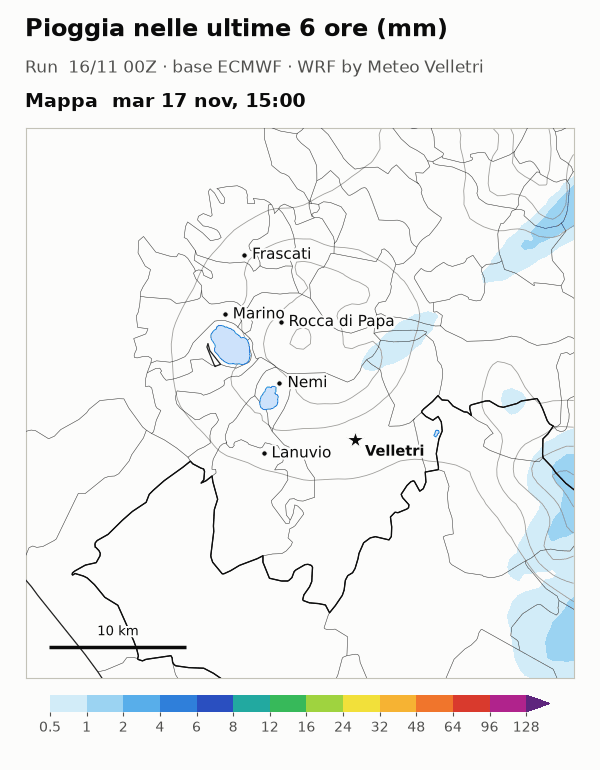 Pioggia nelle ultime 6 ore (mm)
Run  16/11 00Z · base ECMWF · WRF by Meteo Velletri
Mappa  mar 17 nov, 15:00
Frascati
Marino
Rocca di Papa
Nemi
Velletri
Lanuvio
10 km
0.5 1 2 4 6 8 12 16 24 32 48 64 96 128